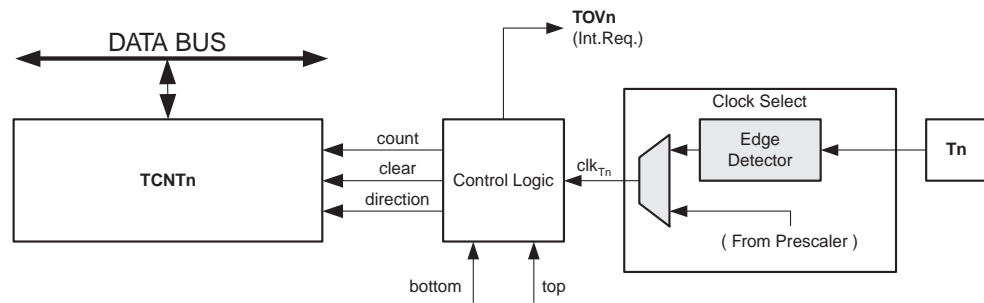 DATA BUS
TOVn
(Int.Req.)
Clock Select
TCNTn
count
clear
direction
Control Logic
clkTn
Edge
Detector
Tn
( From Prescaler )
bottom
top